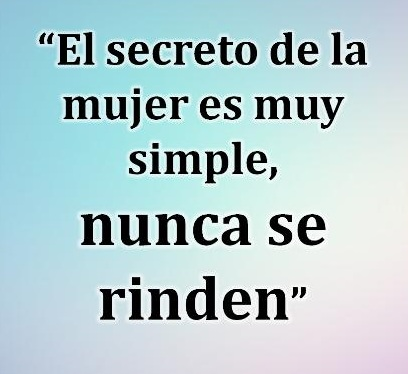 “El secreto de la
mujer es muy
simple,
nunca se
rinden”